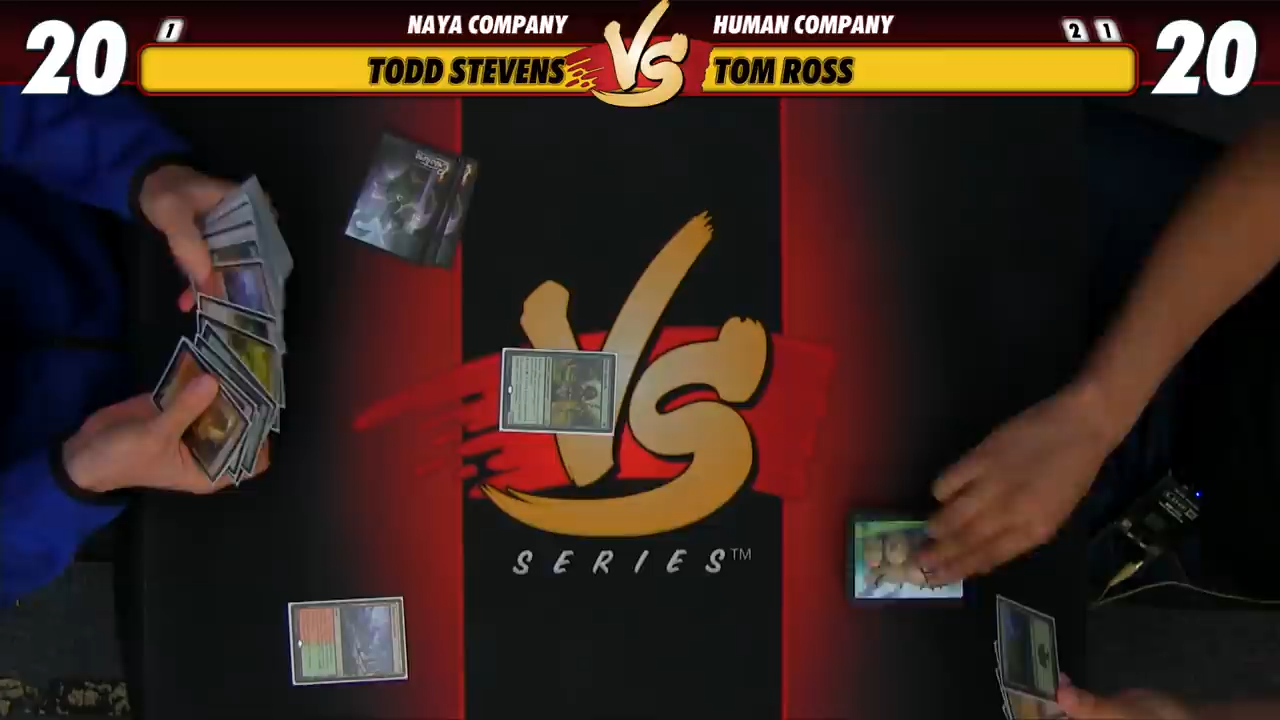 20
1
NAYA COMPANY
TODD STEVENS
VS
HUMAN COMPANY
TOM ROSS
2 1
20
VS
SERIES™